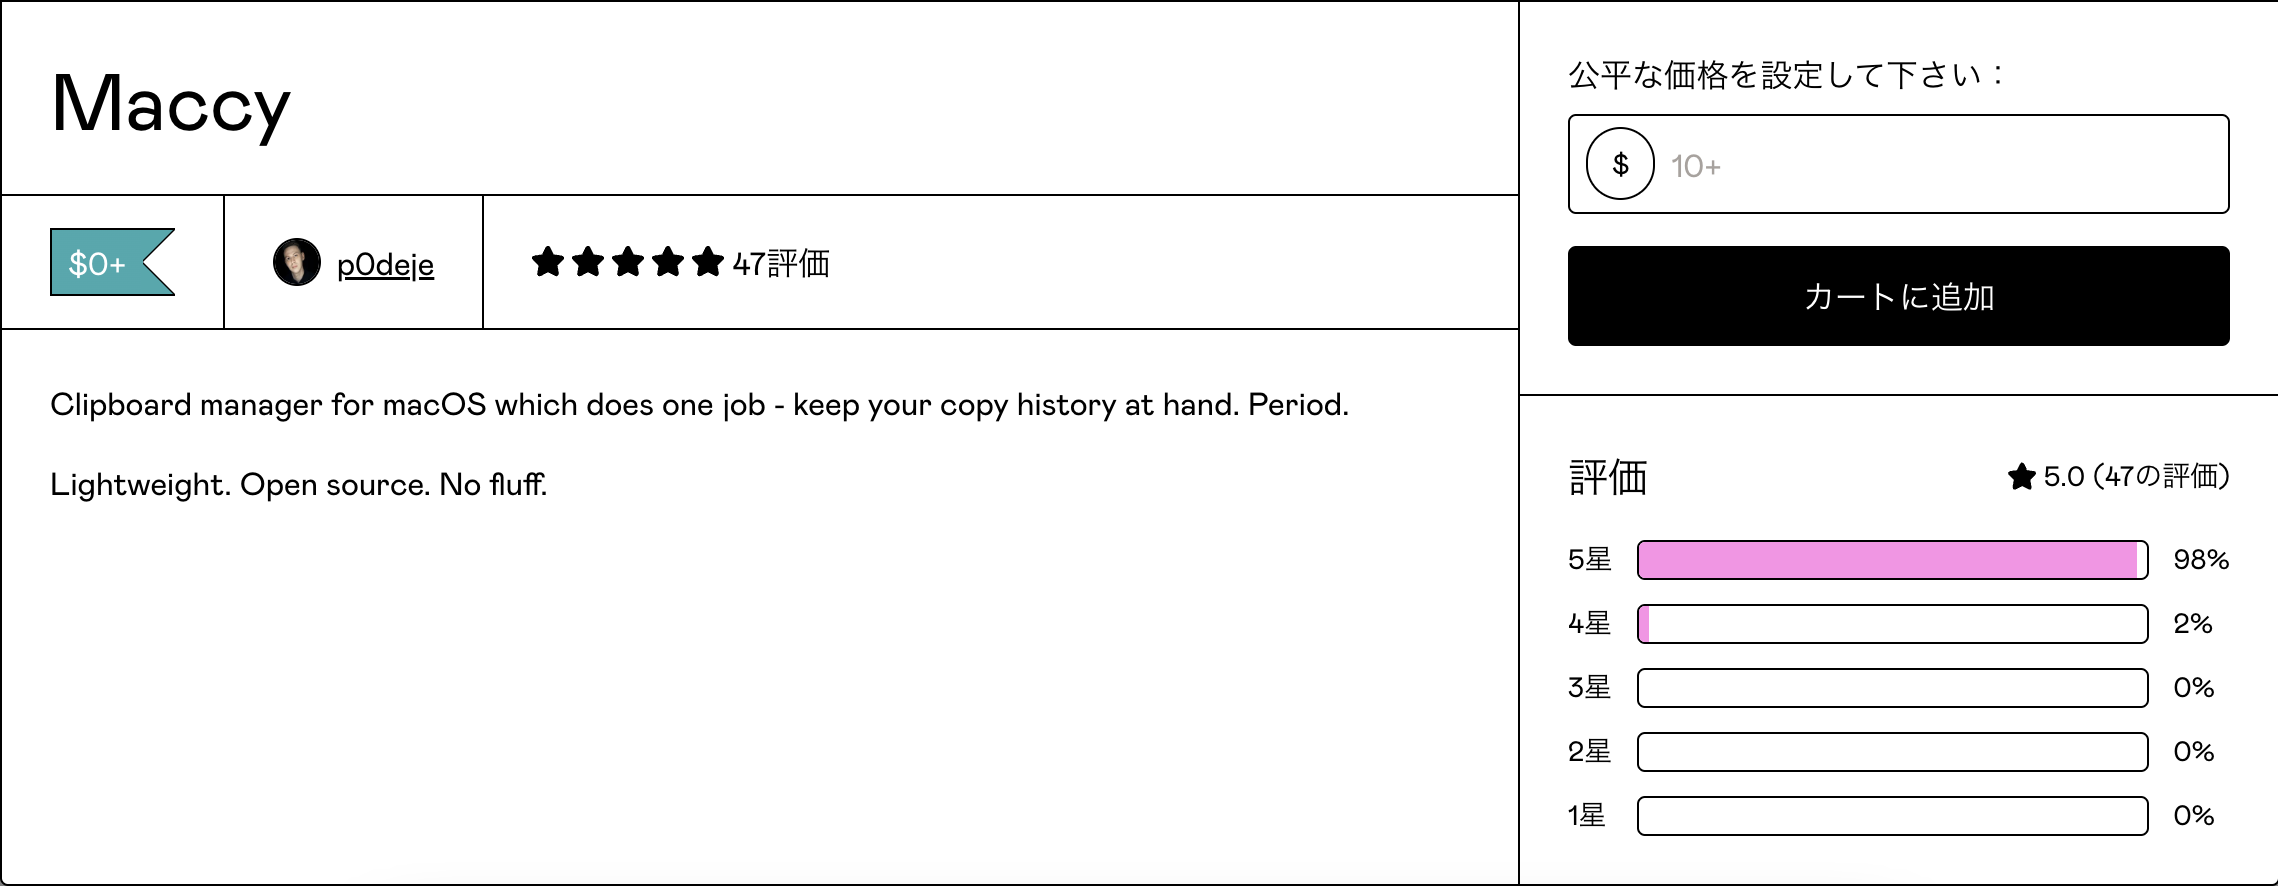 Maccy
$0+
p0deje
47評価
Clipboard manager for macOS which does one job - keep your copy history at hand. Period.
Lightweight. Open source. No fluff.
公平な価格を設定して下さい：
$ 10+
カートに追加
評価
5.0 (47の評価)
5星 98%
4星 2%
3星 0%
2星 0%
1星 0%